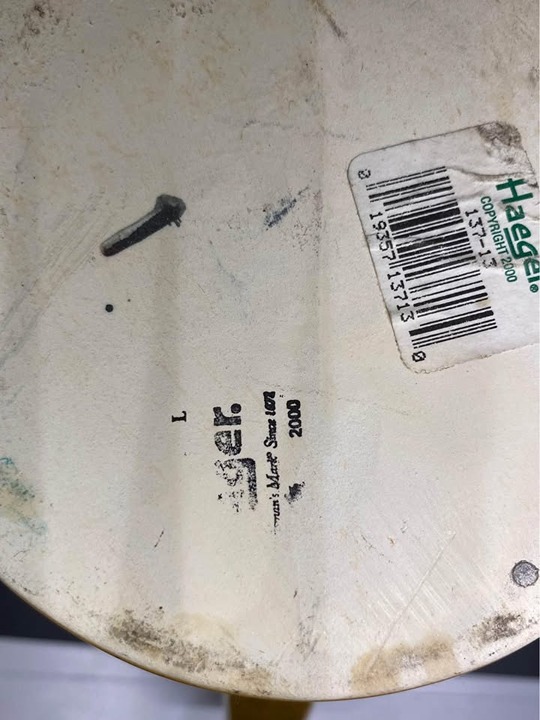 Haeger®
COPYRIGHT 2000
137-13
0 19357 13713 0
L
ger.
man's Mark® Since 1871
2000